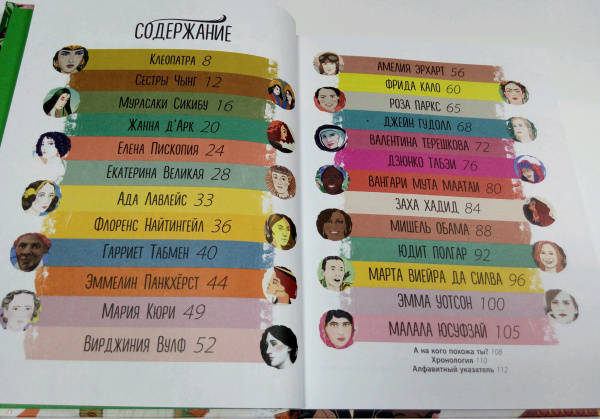 СОДЕРЖАНИЕ
Клеопатра 8
Сестры Чынг 12
Мурасаки Сикибу 16
Жанна д'Арк 20
Елена Пископия 24
Екатерина Великая 28
Ада Лавлейс 33
Флоренс Найтингейл 36
Гарриет Табмен 40
Эммелин Панкхёрст 44
Мария Кюри 49
Вирджиния Вулф 52
Амелия Эрхарт 56
Фрида Кало 60
Роза Паркс 65
Джейн Гудолл 68
Валентина Терешкова 72
Дзюнко Табэи 76
Вангари Мута Маатаи 80
Заха Хадид 84
Мишель Обама 88
Юдит Полгар 92
Марта Виейра да Силва 96
Эмма Уотсон 100
Малала Юсуфзай 105
А на кого похожа ты? 108
Хронология 110
Алфавитный указатель 112